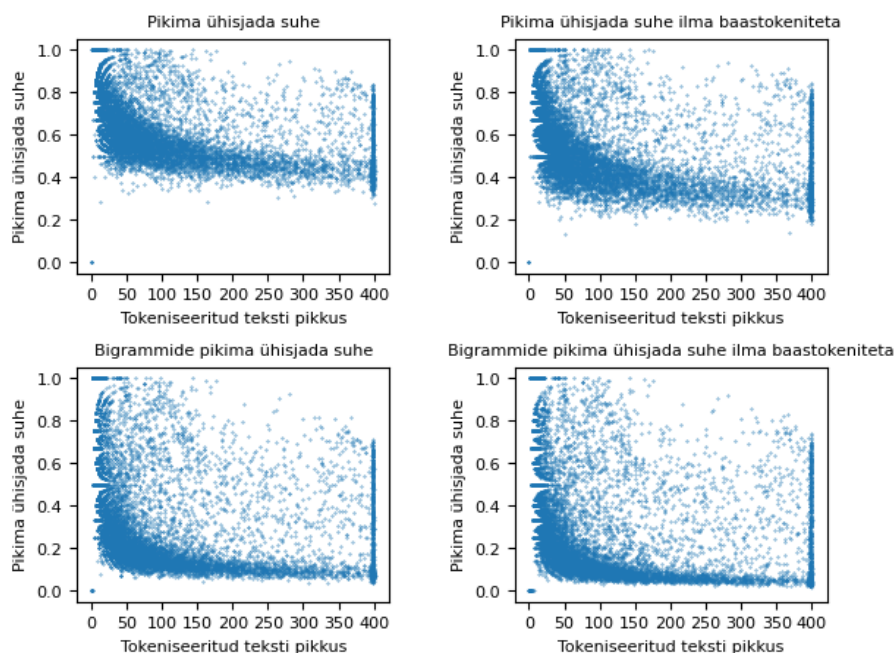 Pikima ühisjada suhe
Pikima ühisjada suhe
1.0
0.8
0.6
0.4
0.2
0.0
0 50 100 150 200 250 300 350 400
Tokeniseeritud teksti pikkus
Pikima ühisjada suhe ilma baastokeniteta
Pikima ühisjada suhe
1.0
0.8
0.6
0.4
0.2
0.0
0 50 100 150 200 250 300 350 400
Tokeniseeritud teksti pikkus
Bigrammide pikima ühisjada suhe
Pikima ühisjada suhe
1.0
0.8
0.6
0.4
0.2
0.0
0 50 100 150 200 250 300 350 400
Tokeniseeritud teksti pikkus
Bigrammide pikima ühisjada suhe ilma baastokeniteta
Pikima ühisjada suhe
1.0
0.8
0.6
0.4
0.2
0.0
0 50 100 150 200 250 300 350 400
Tokeniseeritud teksti pikkus